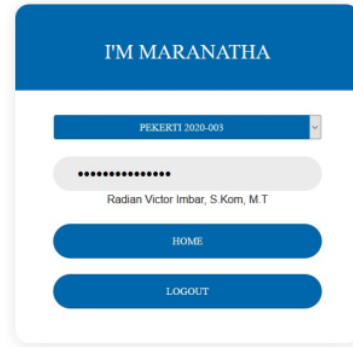 I'M MARANATHA
PEKERTI 2020-003
•••••••••••••••
Radian Victor Imbar, S.Kom, M.T
HOME
LOGOUT